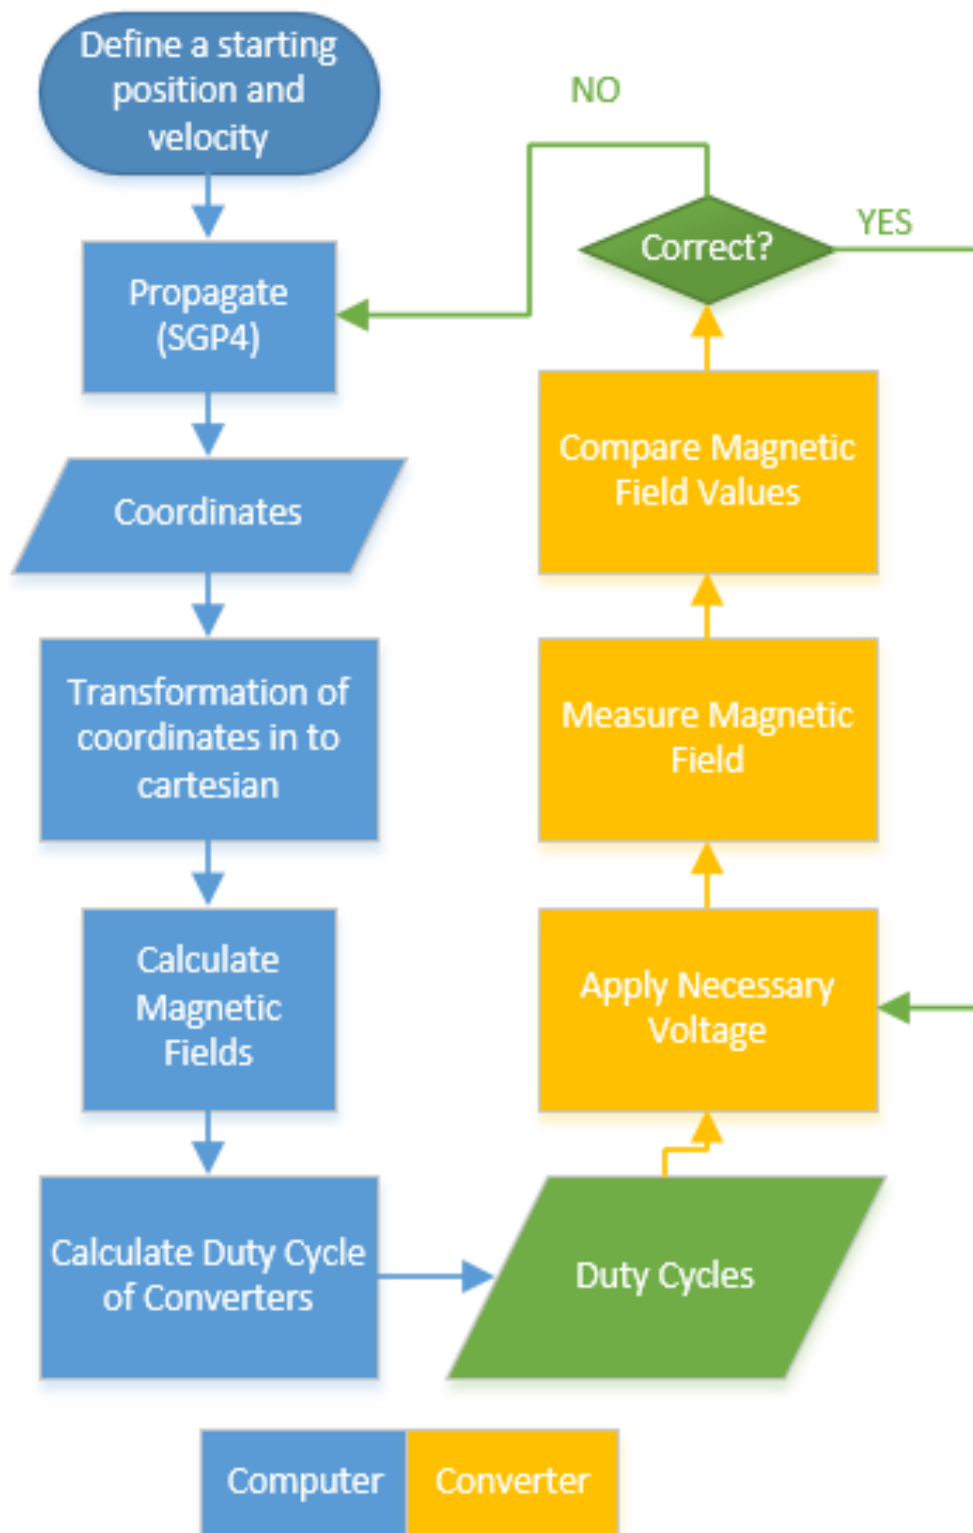 Define a starting
position and
velocity
Propagate
(SGP4)
Coordinates
Transformation of
coordinates in to
cartesian
Calculate
Magnetic
Fields
Calculate Duty Cycle
of Converters
Duty Cycles
Apply Necessary
Voltage
Measure Magnetic
Field
Compare Magnetic
Field Values
Correct?
NO
YES
Computer
Converter